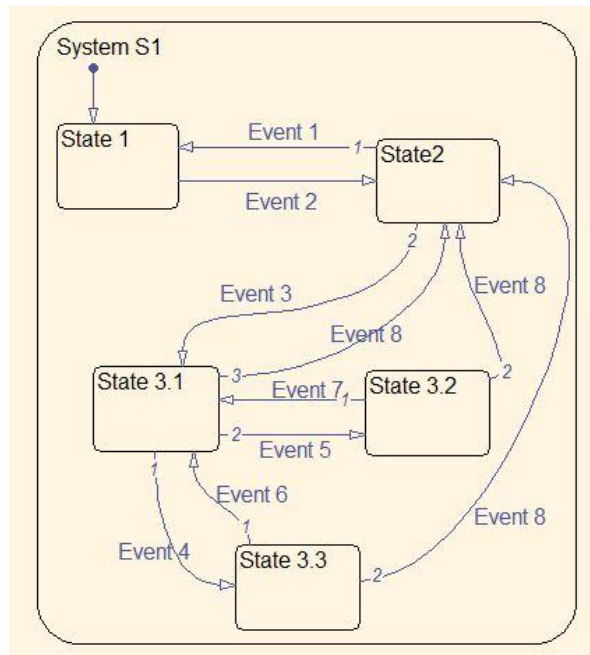 System S1
State 1
Event 1
1
State2
Event 2
2
Event 3
Event 8
Event 8
State 3.1
3
Event 7
1
State 3.2
2
2
Event 5
1
Event 6
Event 8
1
Event 4
State 3.3
2